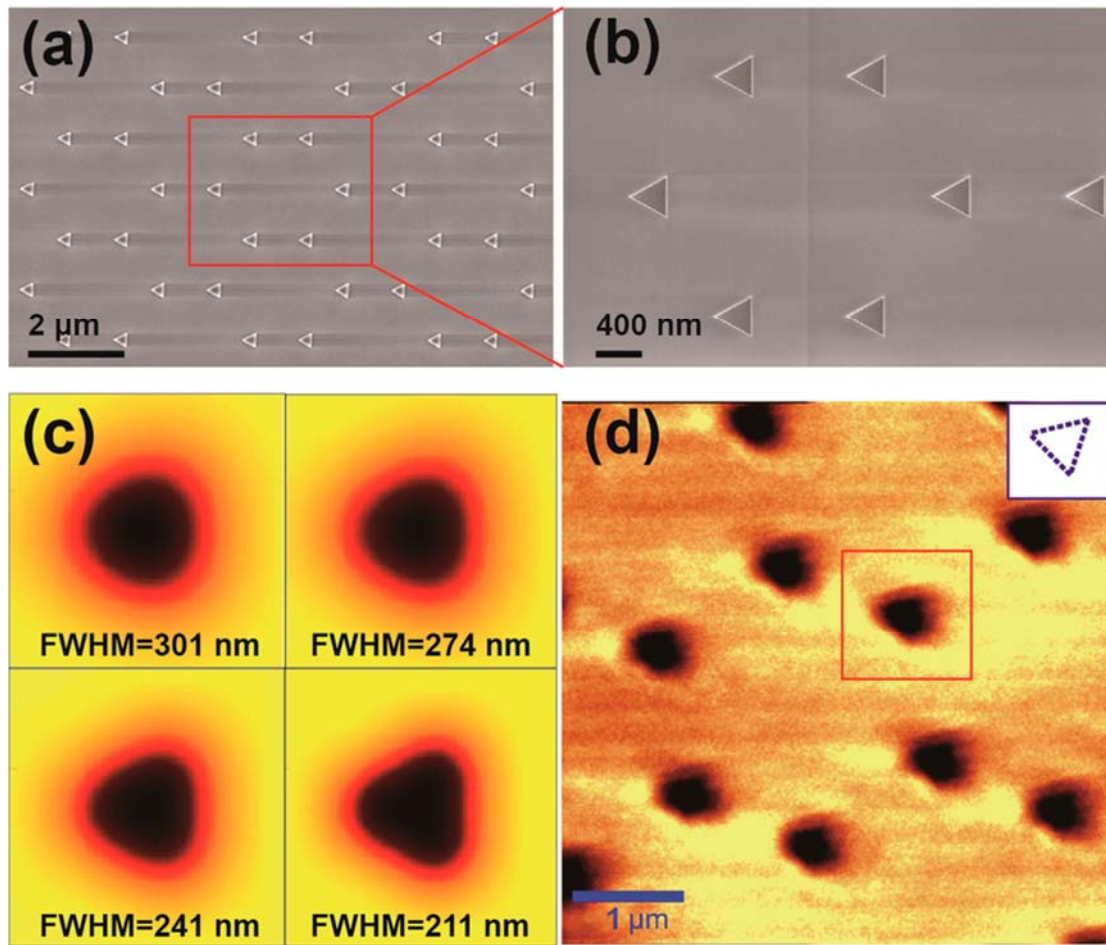 (a)
2 µm
(b)
400 nm
(c)
FWHM=301 nm
FWHM=274 nm
FWHM=241 nm
FWHM=211 nm
(d)
1 µm